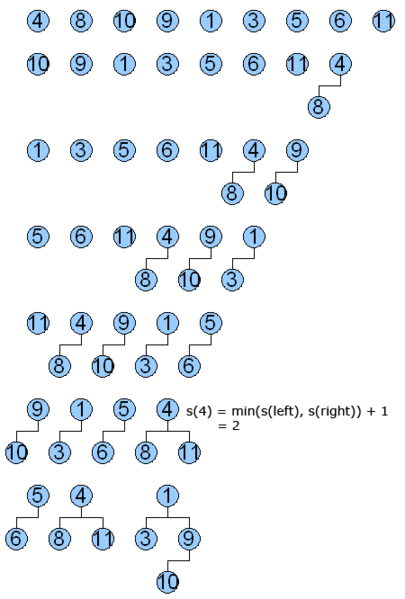 4 8 10 9 1 3 5 6 11
10 9 1 3 5 6 11 4
8
1 3 5 6 11 4 9
8 10
5 6 11 4 9 1
8 10 3
11 4 9 1 5
8 10 3 6
9 1 5 4 s(4) = min(s(left), s(right)) + 1
= 2
10 3 6 8 11
5 4 1
6 8 11 3 9
10